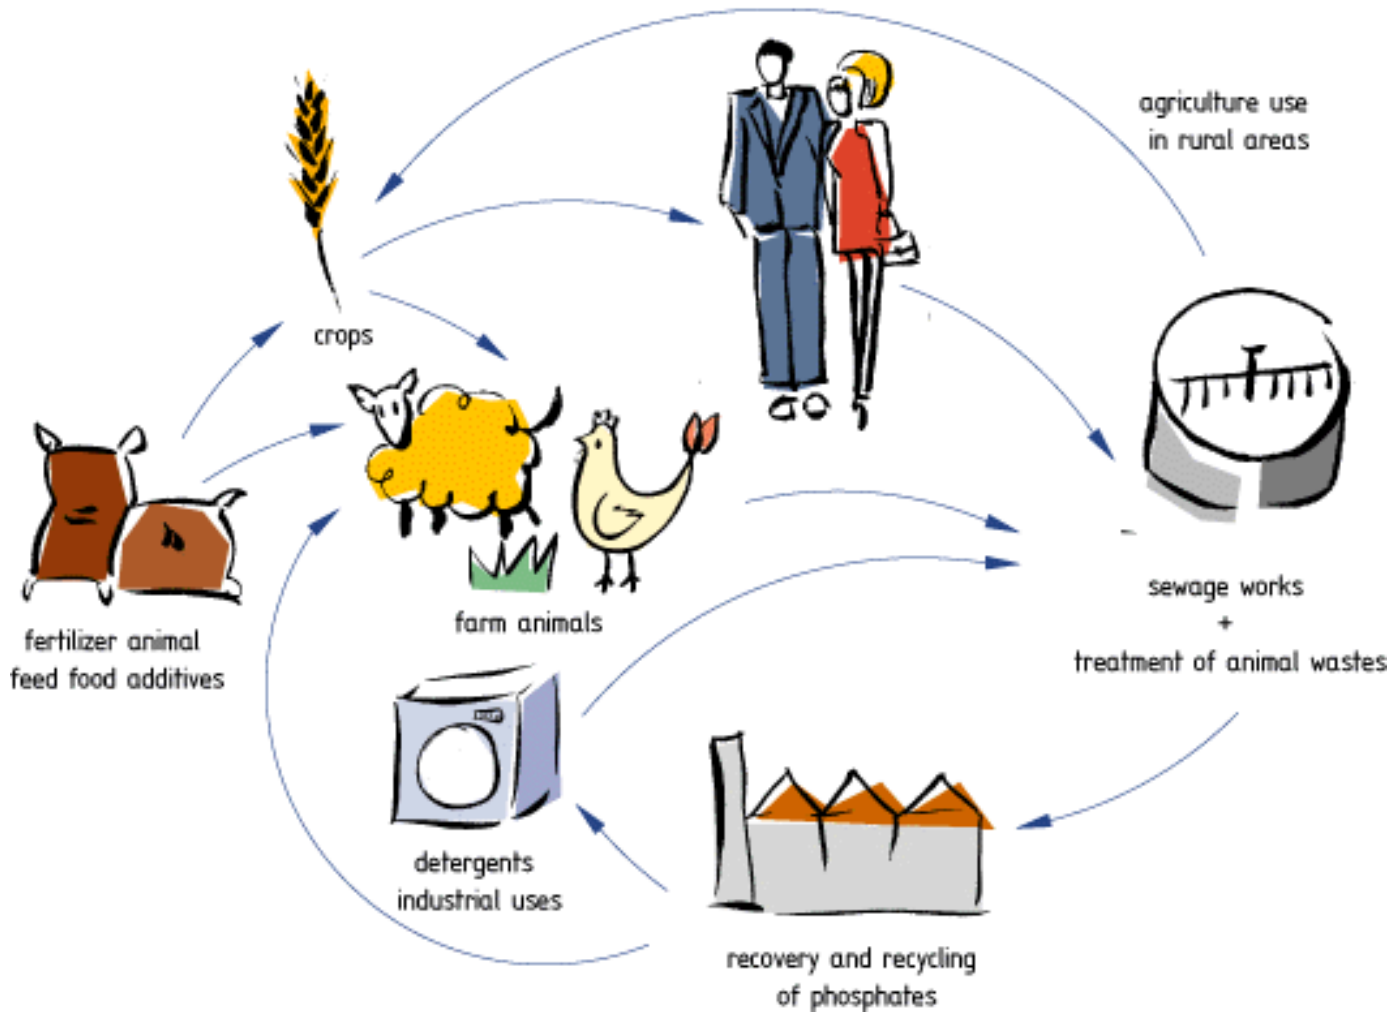 agriculture use
in rural areas
crops
fertilizer animal
feed food additives
farm animals
sewage works
+
treatment of animal wastes
detergents
industrial uses
recovery and recycling
of phosphates